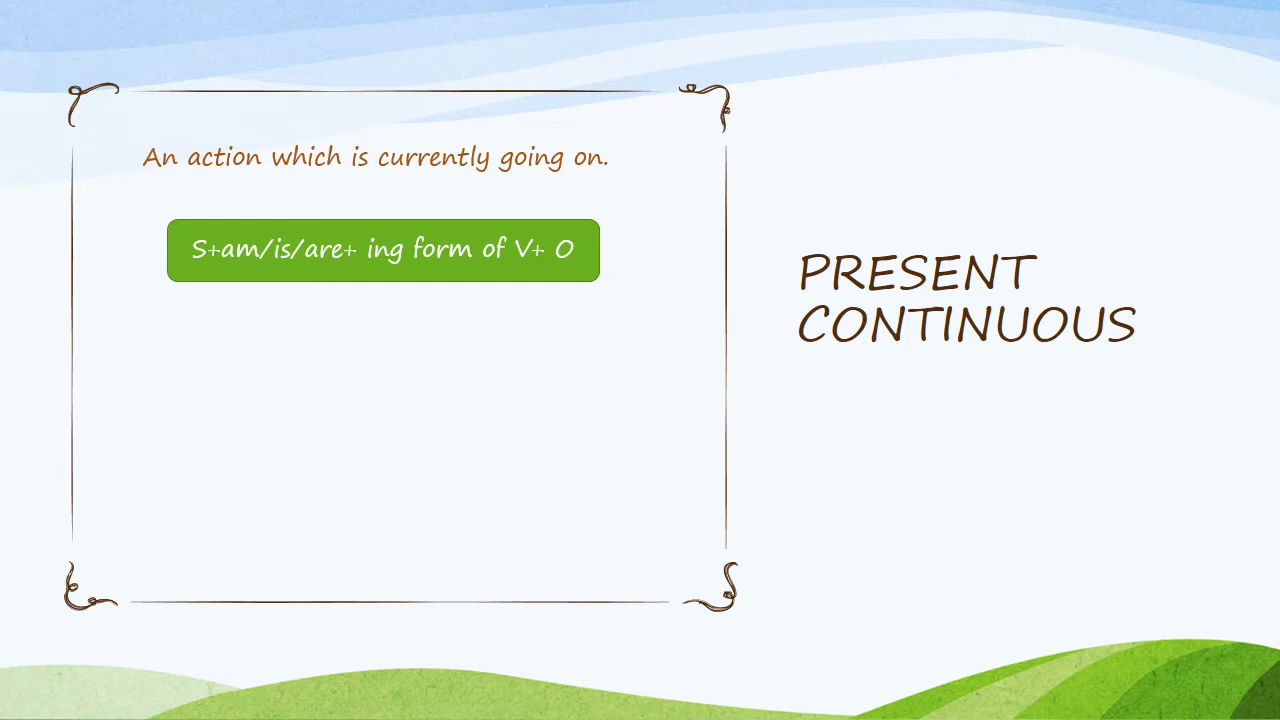 An action which is currently going on.
S+am/is/are+ ing form of V+ O
PRESENT
CONTINUOUS